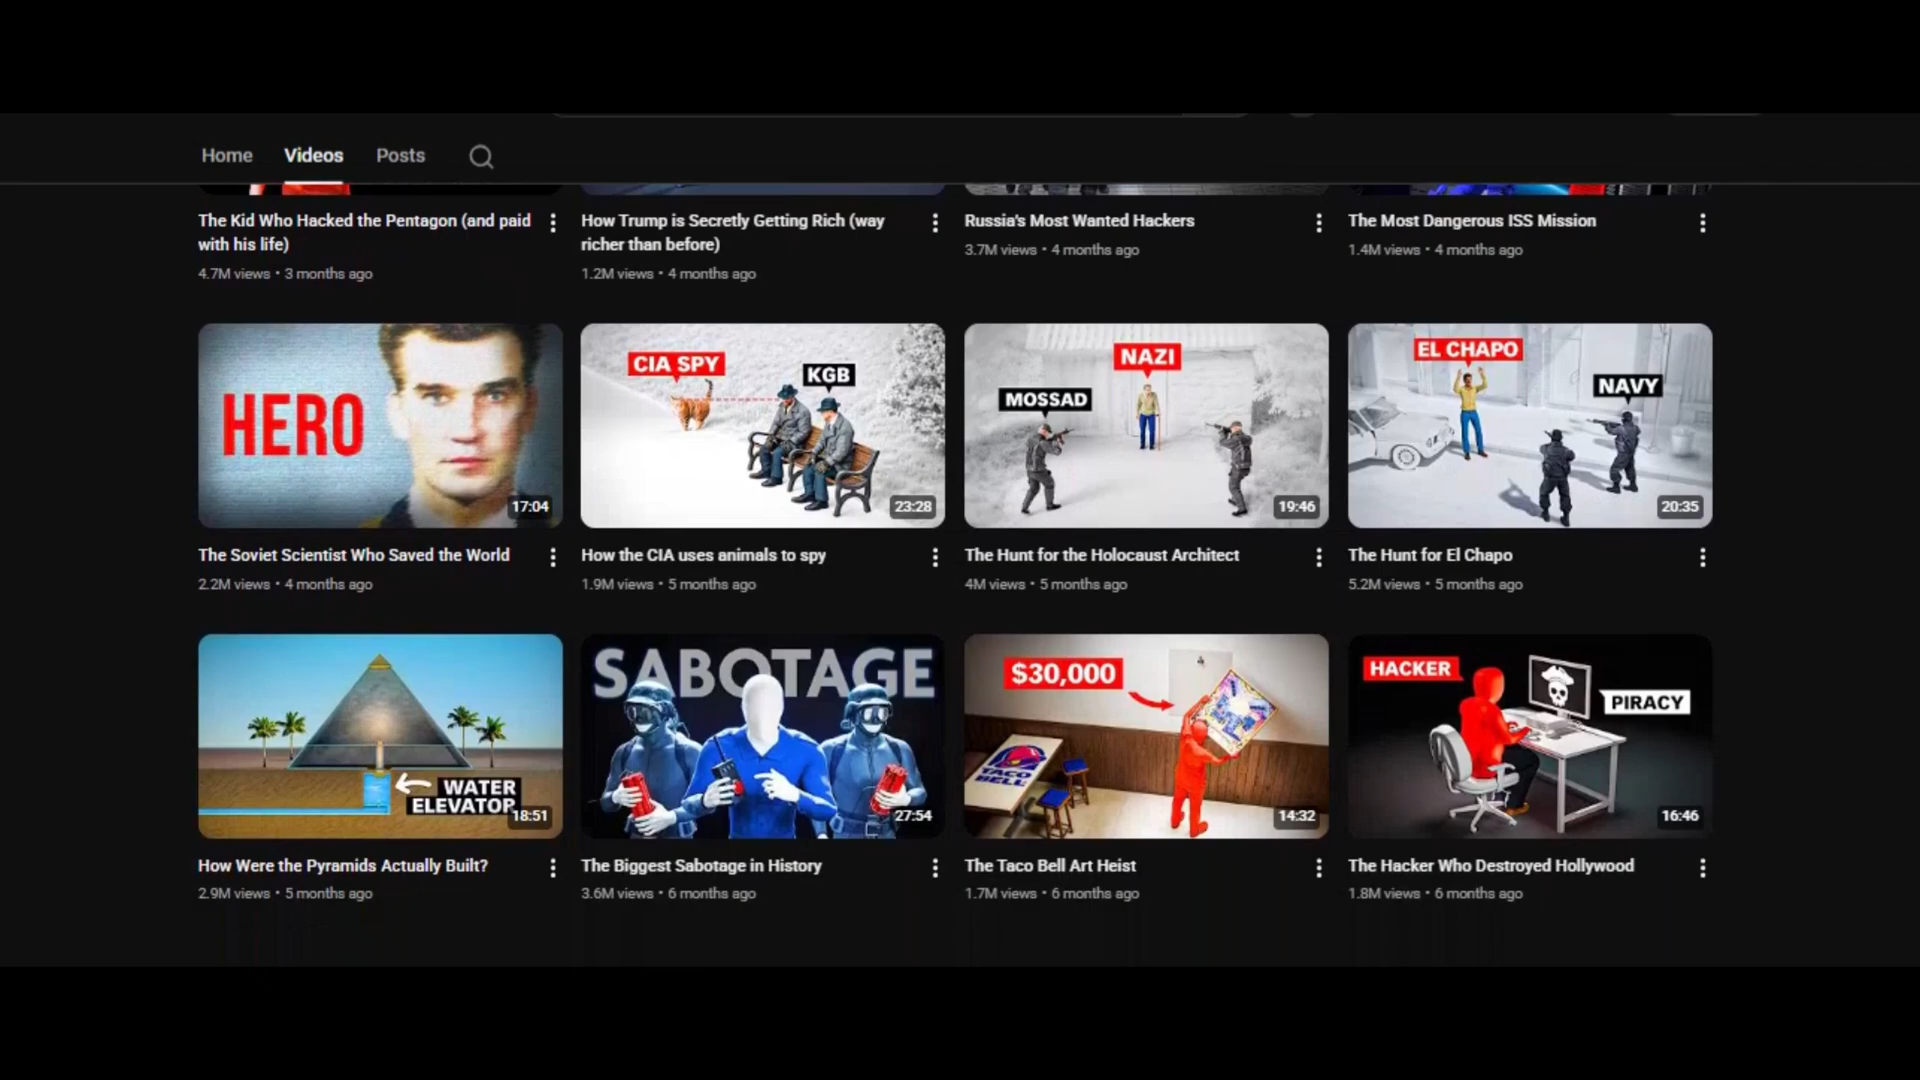 Home Videos Posts
The Kid Who Hacked the Pentagon (and paid
with his life)
4.7M views • 3 months ago
How Trump is Secretly Getting Rich (way
richer than before)
1.2M views • 4 months ago
Russia's Most Wanted Hackers
3.7M views • 4 months ago
The Most Dangerous ISS Mission
1.4M views • 4 months ago
HERO
17:04
The Soviet Scientist Who Saved the World
2.2M views • 4 months ago
CIA SPY
KGB
23:28
How the CIA uses animals to spy
1.9M views • 5 months ago
NAZI
MOSSAD
19:46
The Hunt for the Holocaust Architect
4M views • 5 months ago
EL CHAPO
NAVY
20:35
The Hunt for El Chapo
5.2M views • 5 months ago
WATER
ELEVATOR
18:51
How Were the Pyramids Actually Built?
2.9M views • 5 months ago
SABOTAGE
27:54
The Biggest Sabotage in History
3.6M views • 6 months ago
$30,000
TACO
BELL
14:32
The Taco Bell Art Heist
1.7M views • 6 months ago
HACKER
PIRACY
16:46
The Hacker Who Destroyed Hollywood
1.8M views • 6 months ago